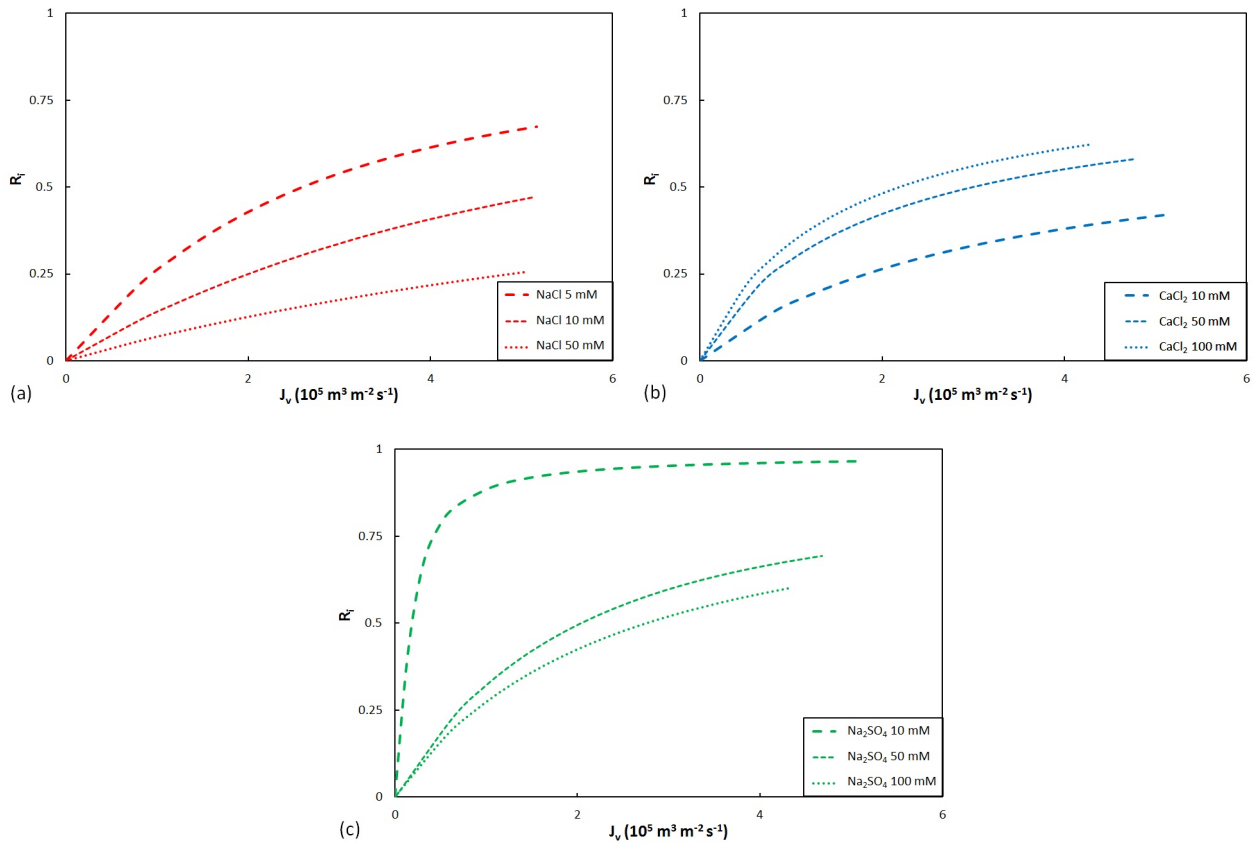 1
0.75
0.5
0.25
0
Rᵢ
0 2 4 6
Jᵥ (10⁵ m³ m⁻² s⁻¹)
NaCl 5 mM
NaCl 10 mM
NaCl 50 mM
(a)
1
0.75
0.5
0.25
0
Rᵢ
0 2 4 6
Jᵥ (10⁵ m³ m⁻² s⁻¹)
CaCl₂ 10 mM
CaCl₂ 50 mM
CaCl₂ 100 mM
(b)
1
0.75
0.5
0.25
0
Rᵢ
0 2 4 6
Jᵥ (10⁵ m³ m⁻² s⁻¹)
Na₂SO₄ 10 mM
Na₂SO₄ 50 mM
Na₂SO₄ 100 mM
(c)